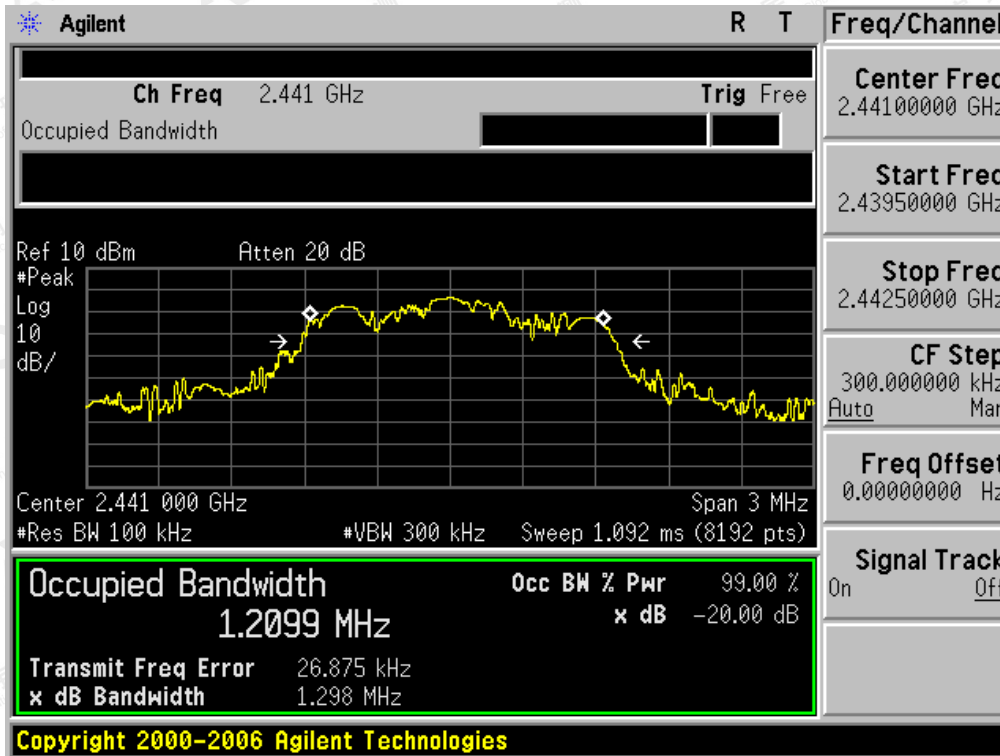 Agilent
R T
Freq/Channel
Ch Freq 2.441 GHz
Trig Free
Occupied Bandwidth
Center Freq
2.44100000 GHz
Start Freq
2.43950000 GHz
Stop Freq
2.44250000 GHz
CF Step
300.000000 kHz
Auto Man
Freq Offset
0.00000000 Hz
Signal Track
On Off
Ref 10 dBm
Atten 20 dB
#Peak
Log
10
dB/
Center 2.441 000 GHz
Span 3 MHz
#Res BW 100 kHz
#VBW 300 kHz
Sweep 1.092 ms (8192 pts)
Occupied Bandwidth
1.2099 MHz
Occ BW % Pwr 99.00 %
x dB -20.00 dB
Transmit Freq Error 26.875 kHz
x dB Bandwidth 1.298 MHz
Copyright 2000-2006 Agilent Technologies